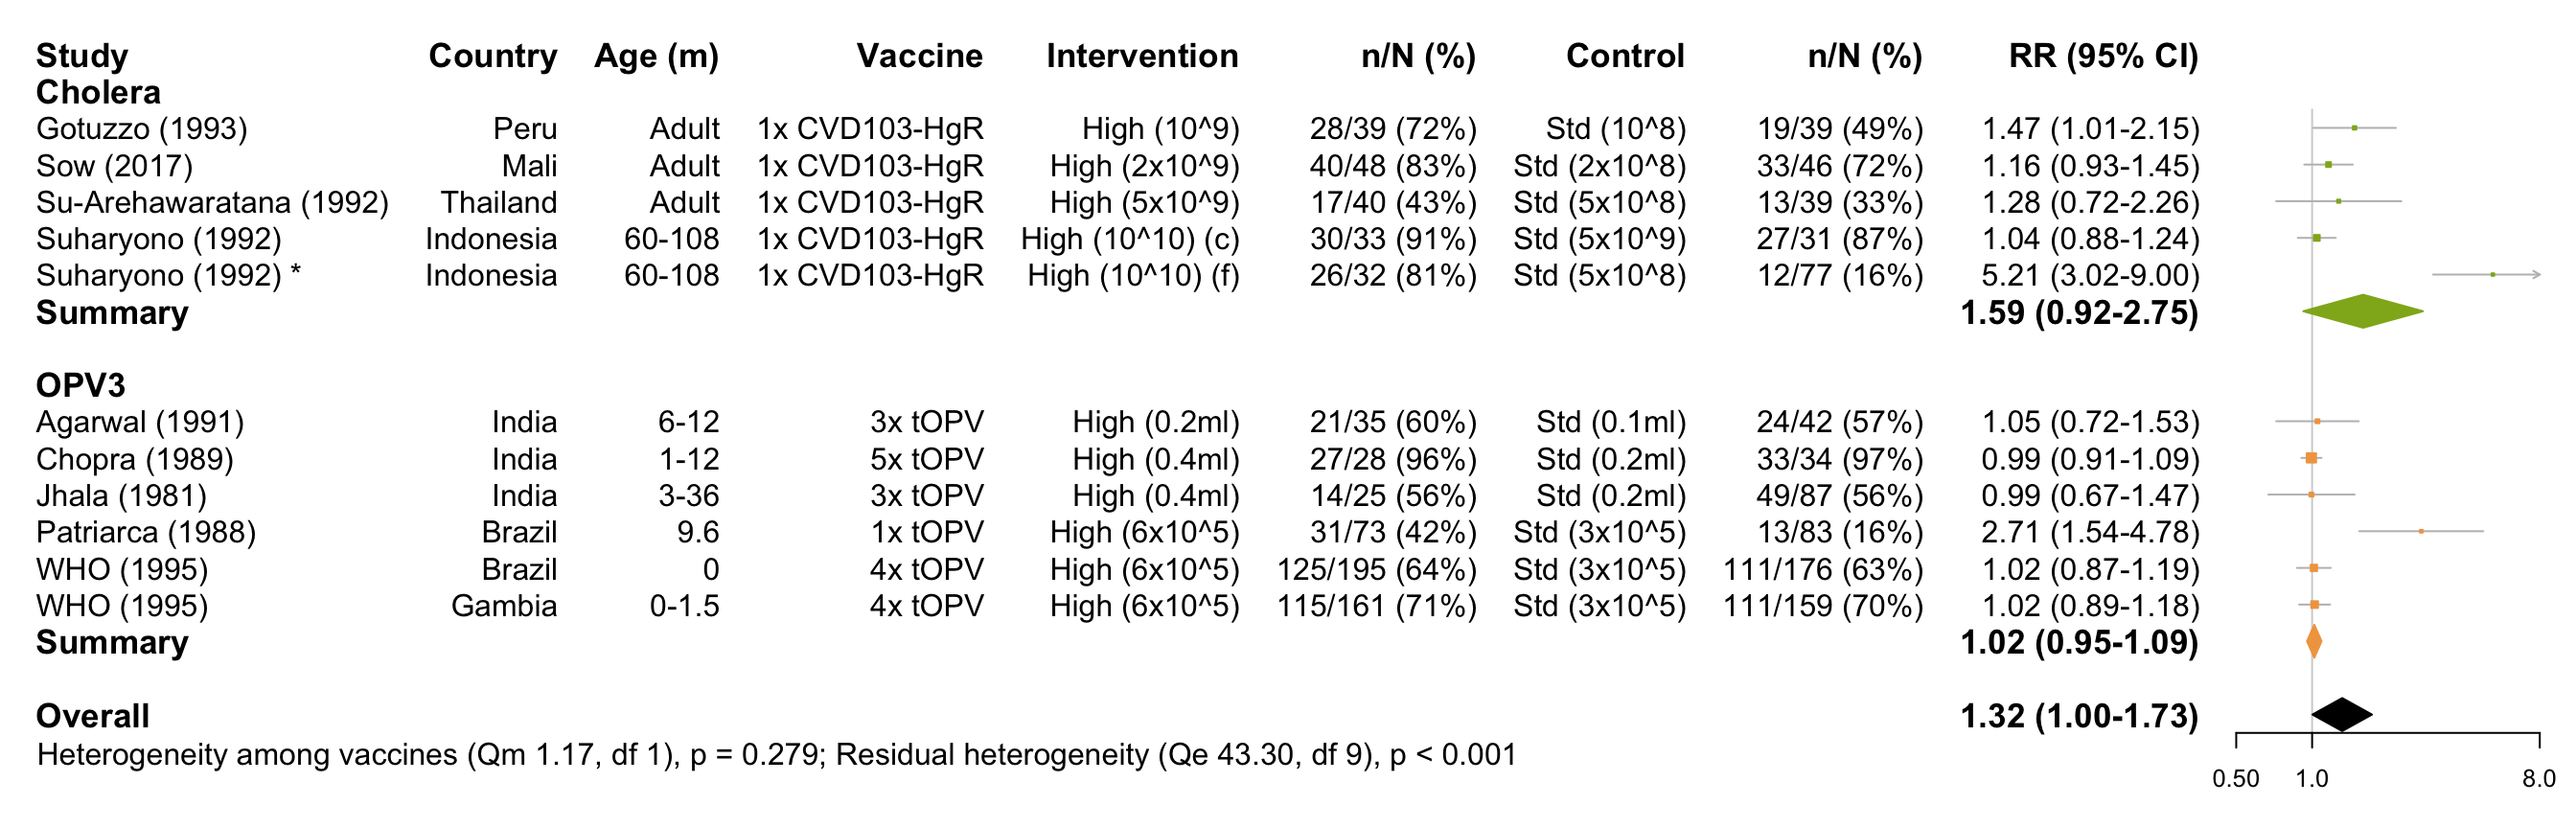 Study Country Age (m) Vaccine Intervention n/N (%) Control n/N (%) RR (95% CI)
Cholera
Gotuzzo (1993) Peru Adult 1x CVD103-HgR High (10^9) 28/39 (72%) Std (10^8) 19/39 (49%) 1.47 (1.01-2.15)
Sow (2017) Mali Adult 1x CVD103-HgR High (2x10^9) 40/48 (83%) Std (2x10^8) 33/46 (72%) 1.16 (0.93-1.45)
Su-Arehawaratana (1992) Thailand Adult 1x CVD103-HgR High (5x10^9) 17/40 (43%) Std (5x10^8) 13/39 (33%) 1.28 (0.72-2.26)
Suharyono (1992) Indonesia 60-108 1x CVD103-HgR High (10^10) (c) 30/33 (91%) Std (5x10^9) 27/31 (87%) 1.04 (0.88-1.24)
Suharyono (1992) * Indonesia 60-108 1x CVD103-HgR High (10^10) (f) 26/32 (81%) Std (5x10^8) 12/77 (16%) 5.21 (3.02-9.00)
Summary 1.59 (0.92-2.75)
OPV3
Agarwal (1991) India 6-12 3x tOPV High (0.2ml) 21/35 (60%) Std (0.1ml) 24/42 (57%) 1.05 (0.72-1.53)
Chopra (1989) India 1-12 5x tOPV High (0.4ml) 27/28 (96%) Std (0.2ml) 33/34 (97%) 0.99 (0.91-1.09)
Jhala (1981) India 3-36 3x tOPV High (0.4ml) 14/25 (56%) Std (0.2ml) 49/87 (56%) 0.99 (0.67-1.47)
Patriarca (1988) Brazil 9.6 1x tOPV High (6x10^5) 31/73 (42%) Std (3x10^5) 13/83 (16%) 2.71 (1.54-4.78)
WHO (1995) Brazil 0 4x tOPV High (6x10^5) 125/195 (64%) Std (3x10^5) 111/176 (63%) 1.02 (0.87-1.19)
WHO (1995) Gambia 0-1.5 4x tOPV High (6x10^5) 115/161 (71%) Std (3x10^5) 111/159 (70%) 1.02 (0.89-1.18)
Summary 1.02 (0.95-1.09)
Overall 1.32 (1.00-1.73)
Heterogeneity among vaccines (Qm 1.17, df 1), p = 0.279; Residual heterogeneity (Qe 43.30, df 9), p < 0.001
0.50 1.0 8.0